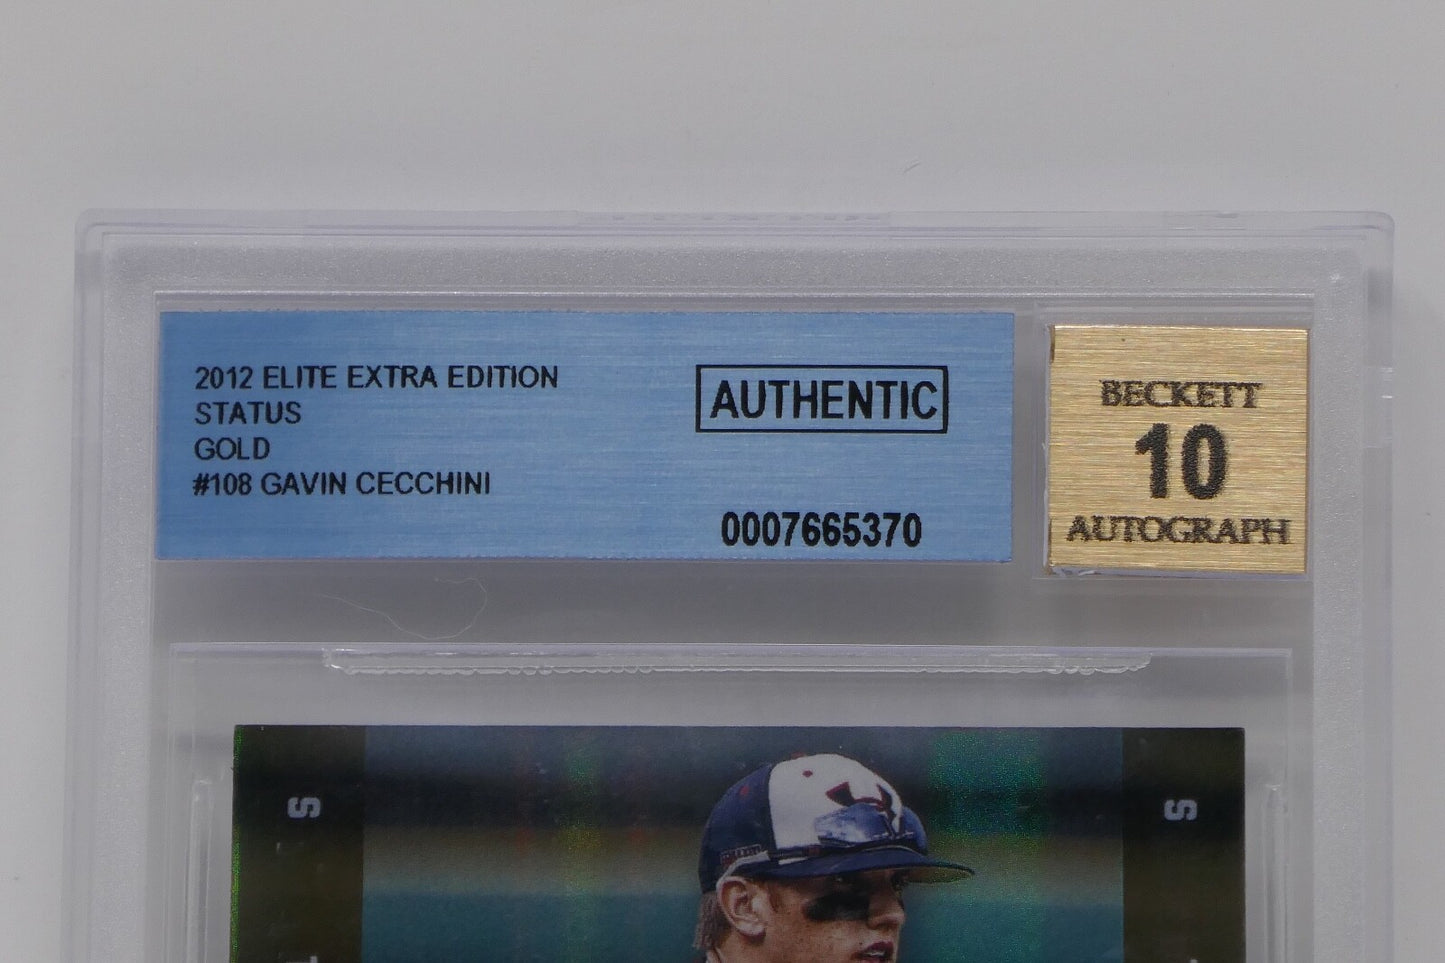 2012 ELITE EXTRA EDITION
STATUS
GOLD
#108 GAVIN CECCHINI
AUTHENTIC
0007665370
BECKETT
10
AUTOGRAPH
S
S